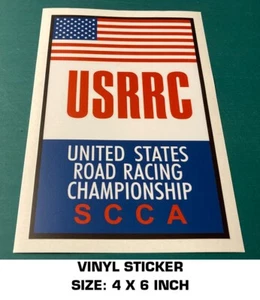 USRRC
UNITED STATES
ROAD RACING
CHAMPIONSHIP
SCCA
VINYL STICKER
SIZE: 4 X 6 INCH